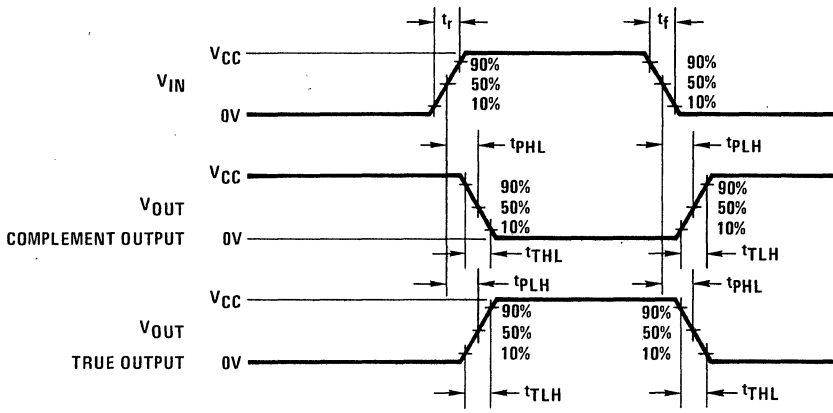 tr
tf
VCC
VIN
90%
50%
10%
90%
50%
10%
0V
tPHL
tPLH
VCC
VOUT
COMPLEMENT OUTPUT
90%
50%
10%
90%
50%
10%
0V
tTHL
tTLH
tPLH
tPHL
VCC
VOUT
TRUE OUTPUT
90%
50%
10%
90%
50%
10%
0V
tTLH
tTHL